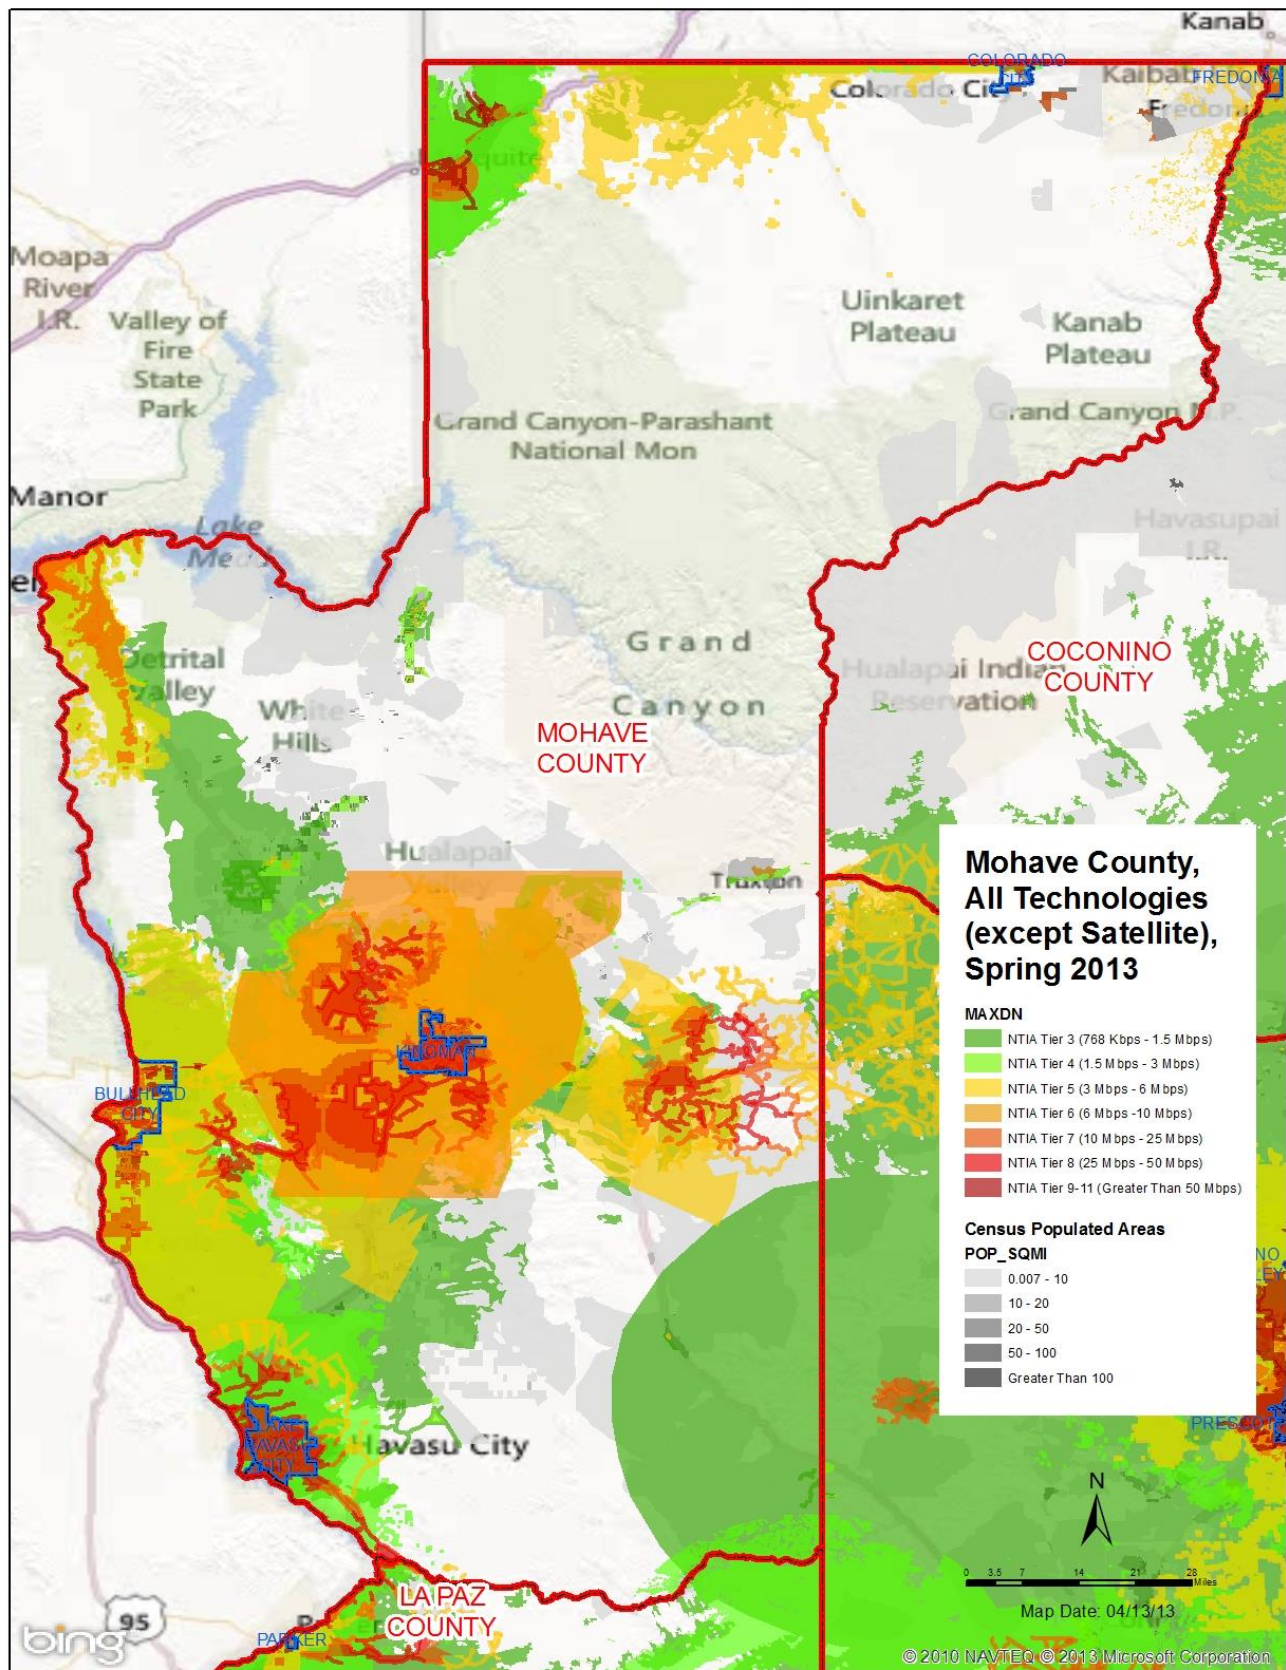 Kanab
COLORADO
CITY
Colorado City
Kaibab
FREDONIA
Fredonia
Moapa
River
I.R.
Valley of
Fire
State
Park
Uinkaret
Plateau
Kanab
Plateau
Grand Canyon-Parashant
National Mon
Grand Canyon N.P.
Manor
Lake
Mead
Havasupai
I.R.
Grand
Canyon
Hualapai Indian
Reservation
COCONINO
COUNTY
Detrital
Valley
White
Hills
MOHAVE
COUNTY
Hualapai
Valley
Truxton
Mohave County,
All Technologies
(except Satellite),
Spring 2013
MAXDN
NTIA Tier 3 (768 Kbps - 1.5 Mbps)
NTIA Tier 4 (1.5 Mbps - 3 Mbps)
NTIA Tier 5 (3 Mbps - 6 Mbps)
NTIA Tier 6 (6 Mbps -10 Mbps)
NTIA Tier 7 (10 Mbps - 25 Mbps)
NTIA Tier 8 (25 Mbps - 50 Mbps)
NTIA Tier 9-11 (Greater Than 50 Mbps)
Census Populated Areas
POP_SQMI
0.007 - 10
10 - 20
20 - 50
50 - 100
Greater Than 100
KINGMAN
BULLHEAD
CITY
LAKE
HAVASU
CITY
Havasu City
PRESCOT
N
0 3.5 7 14 21 28
Miles
Map Date: 04/13/13
LA PAZ
COUNTY
PARKER
95
bing
© 2010 NAVTEQ © 2013 Microsoft Corporation